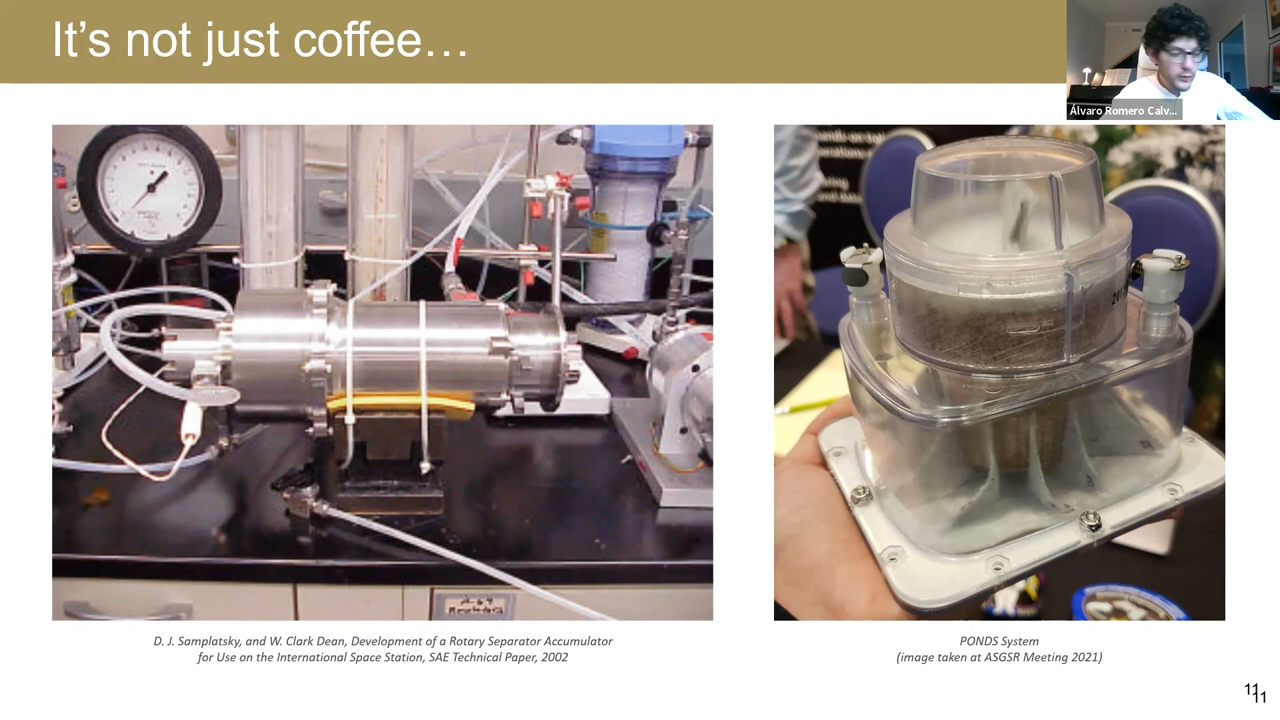 It's not just coffee…
Álvaro Romero Calv...
D. J. Samplatsky, and W. Clark Dean, Development of a Rotary Separator Accumulator
for Use on the International Space Station, SAE Technical Paper, 2002
PONDS System
(image taken at ASGSR Meeting 2021)
11
11